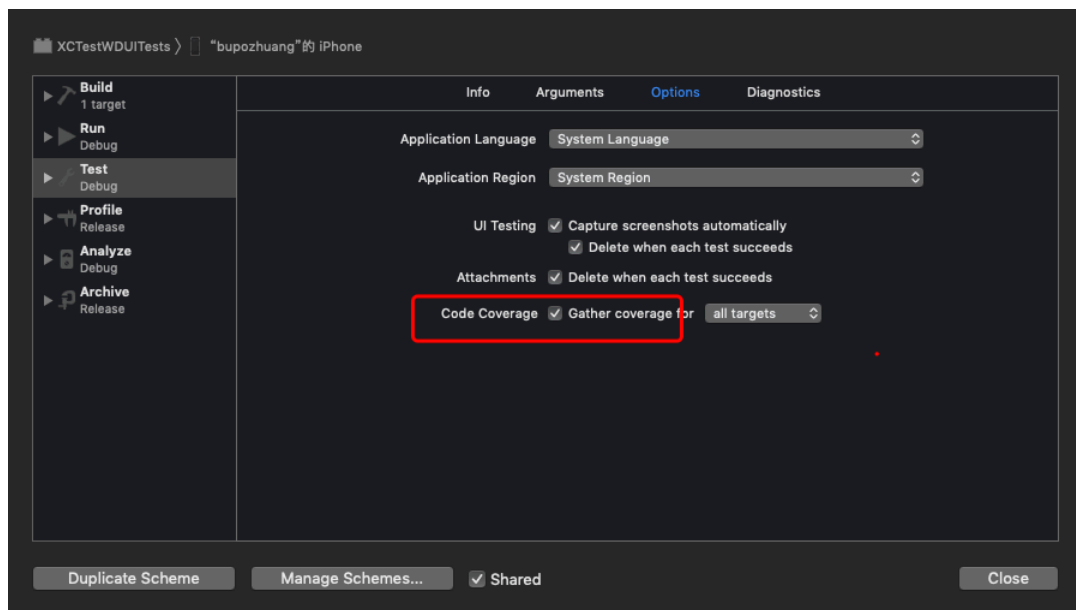 XCTestWDUITests 〉 “bupozhuang”的 iPhone
Build
1 target
Run
Debug
Test
Debug
Profile
Release
Analyze
Debug
Archive
Release
Info Arguments Options Diagnostics
Application Language System Language
Application Region System Region
UI Testing Capture screenshots automatically
Delete when each test succeeds
Attachments Delete when each test succeeds
Code Coverage Gather coverage for all targets
Duplicate Scheme Manage Schemes... Shared Close